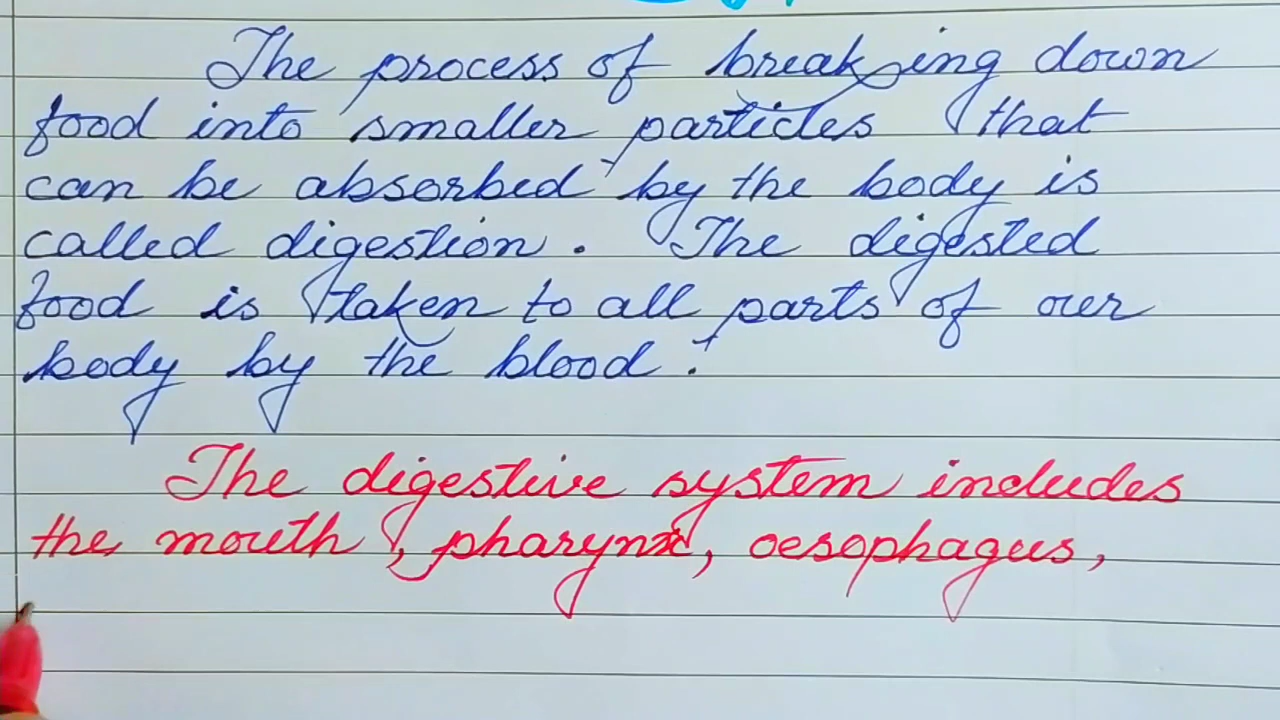 The process of breaking down
food into smaller particles that
can be absorbed by the body is
called digestion. The digested
food is taken to all parts of our
body by the blood.
The digestive system includes
the mouth, pharynx, oesophagus,